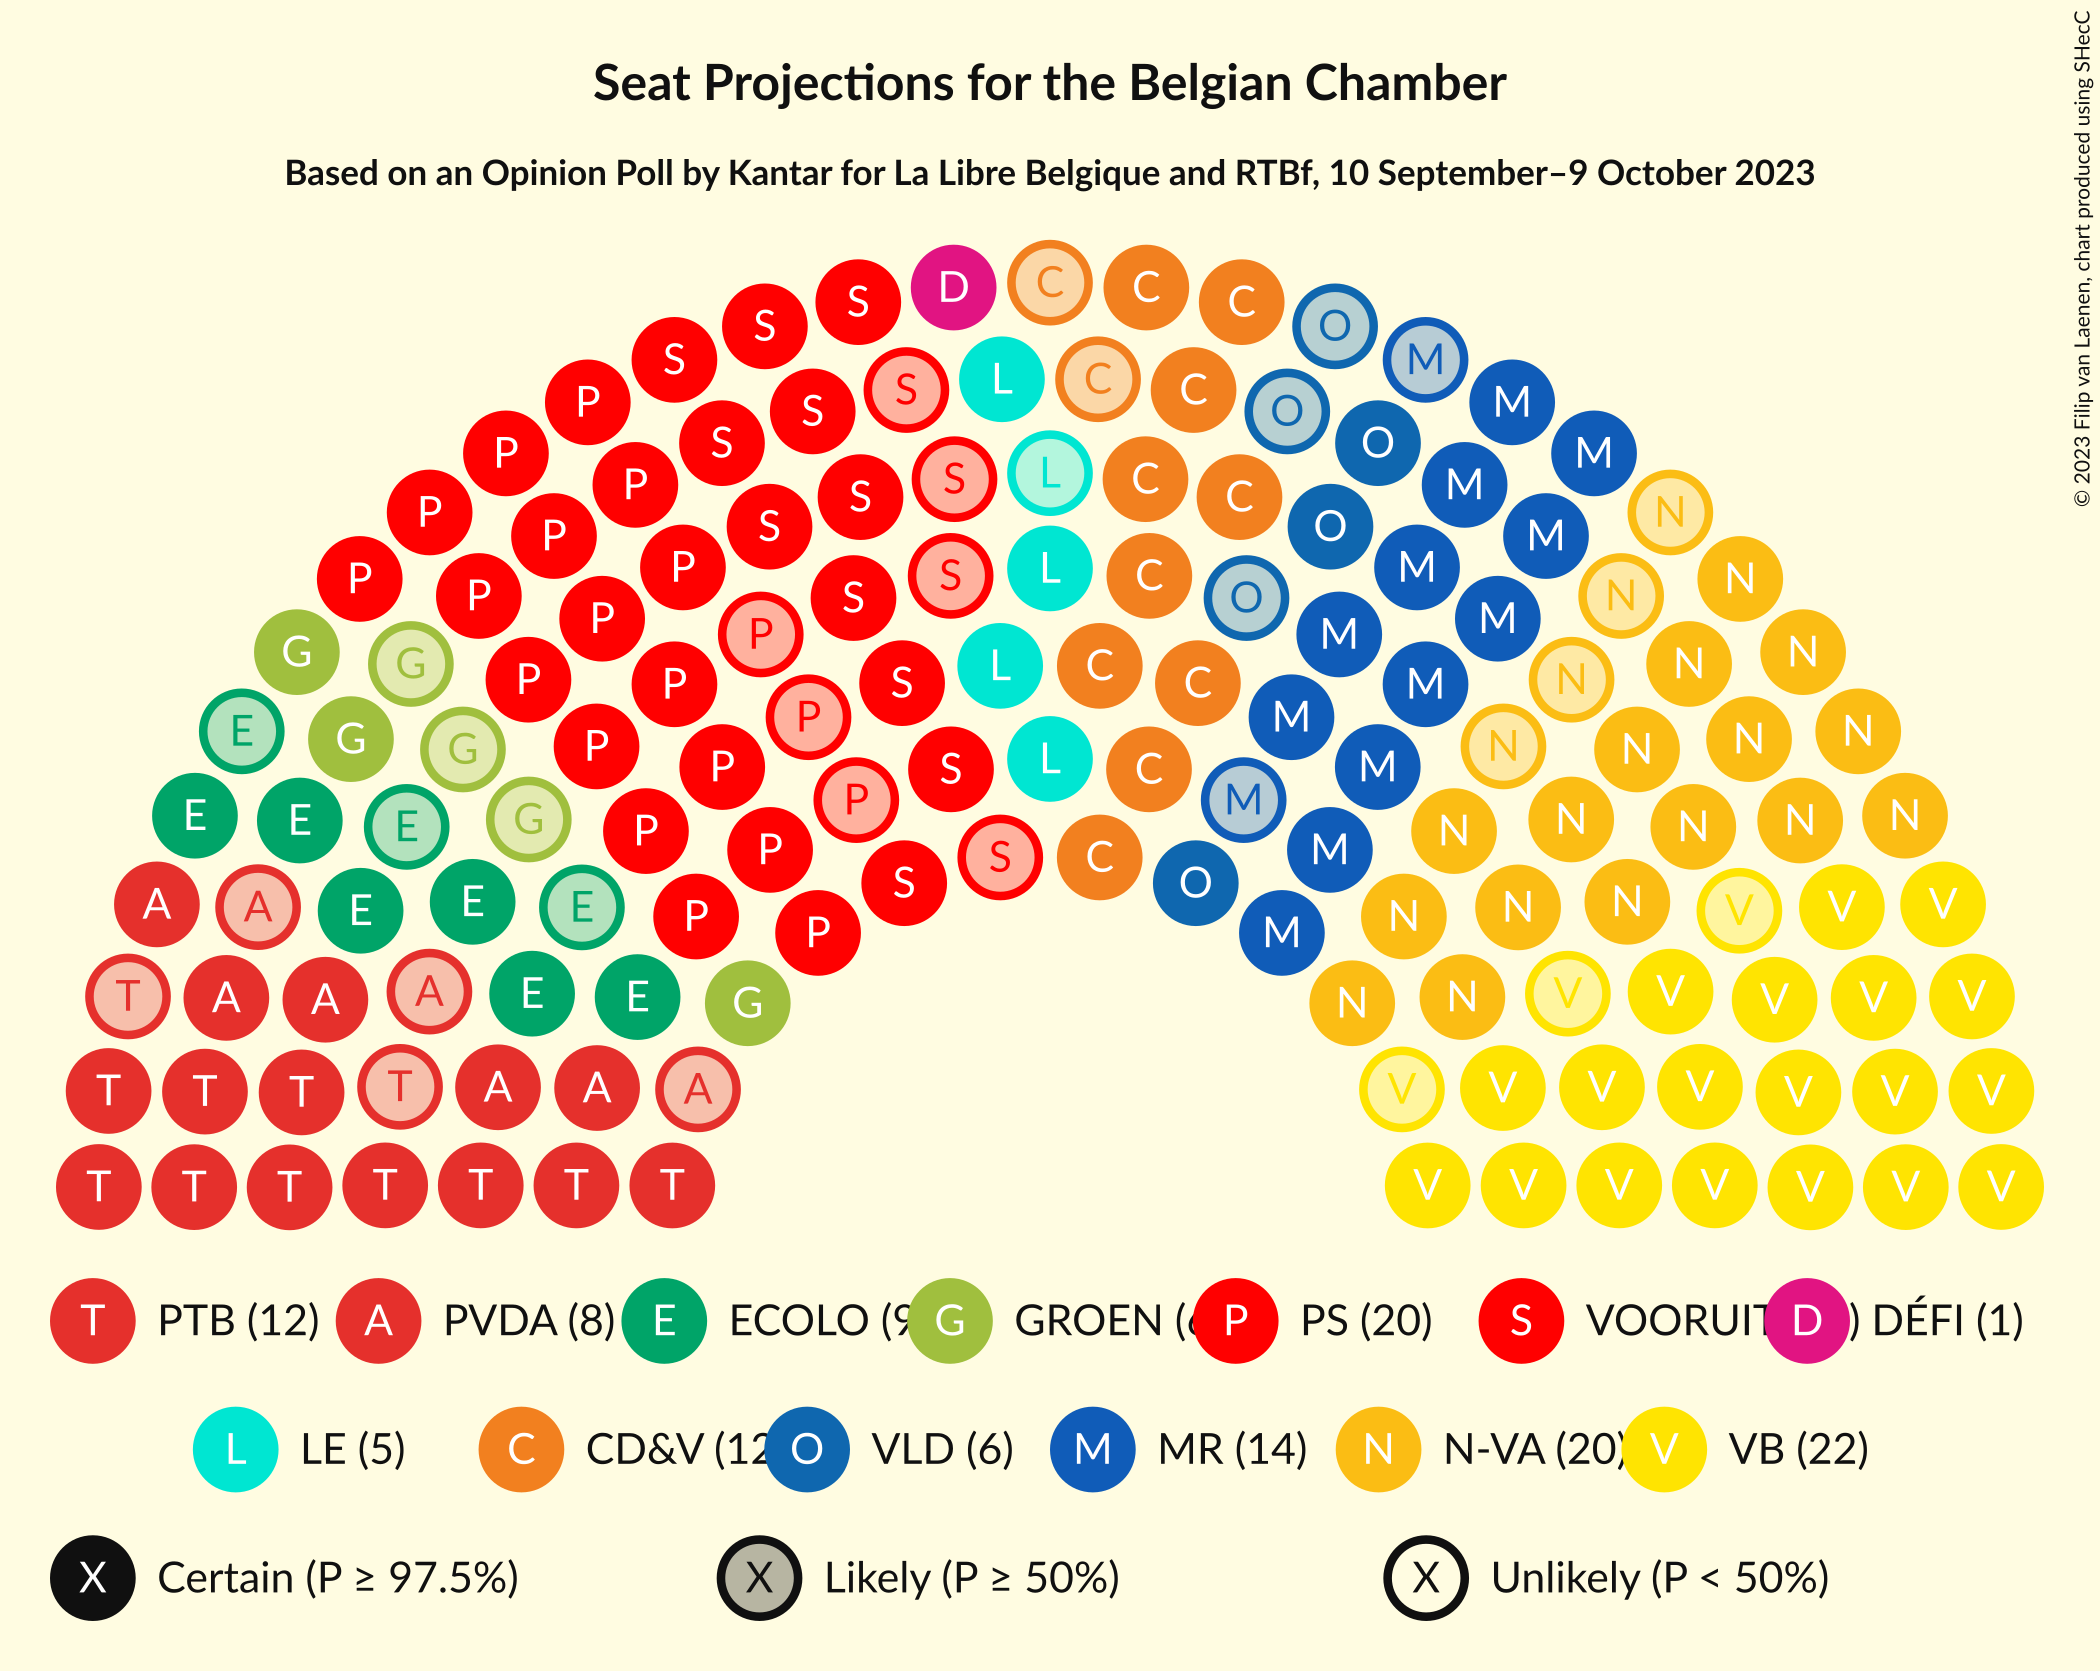 Seat Projections for the Belgian Chamber
Based on an Opinion Poll by Kantar for La Libre Belgique and RTBf, 10 September–9 October 2023
© 2023 Filip van Laenen, chart produced using SHecC
S D C C C
S O
S L C M
P S S C O M
P S O M
P S S L C C M
P P S O M N
P P P S S L C O M N N
P P M M
G G P P S L C C M N N N
E G G P P M N N N N
P S L C M
E E E G P P M N N N N N
P S C M
A A E E E P P S O M N N N V V V
T A A A E E G N N V V V V V
T T T T A A A V V V V V V V
T T T T T T T V V V V V V V
T PTB (12) A PVDA (8) E ECOLO (9 G GROEN ( P PS (20) S VOORUIT D ) DÉFI (1)
L LE (5) C CD&V (12 O VLD (6) M MR (14) N N-VA (20) V VB (22)
X Certain (P ≥ 97.5%) X Likely (P ≥ 50%) X Unlikely (P < 50%)